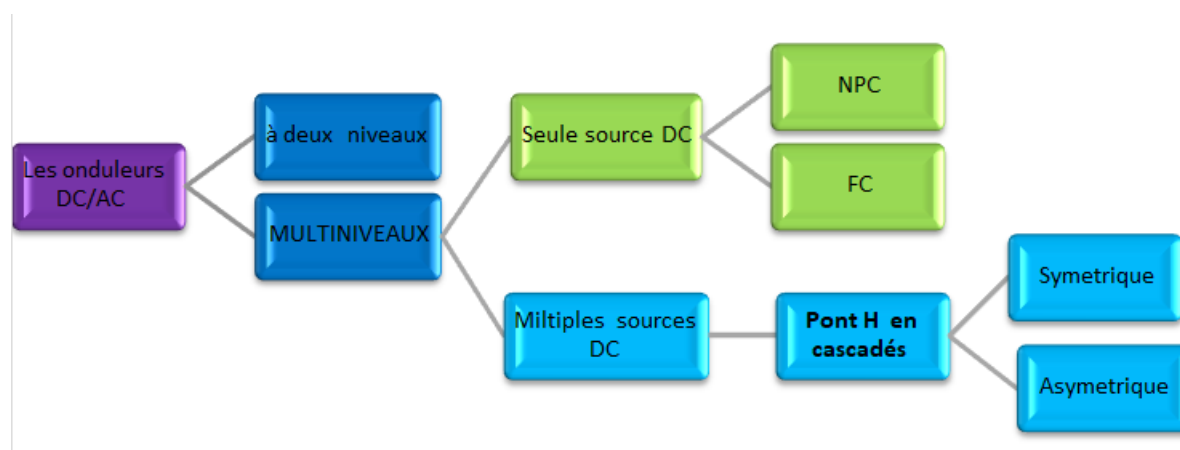 Les onduleurs
DC/AC
à deux niveaux
MULTINIVEAUX
Seule source DC
NPC
FC
Miltiples sources
DC
Pont H en
cascadés
Symetrique
Asymetrique